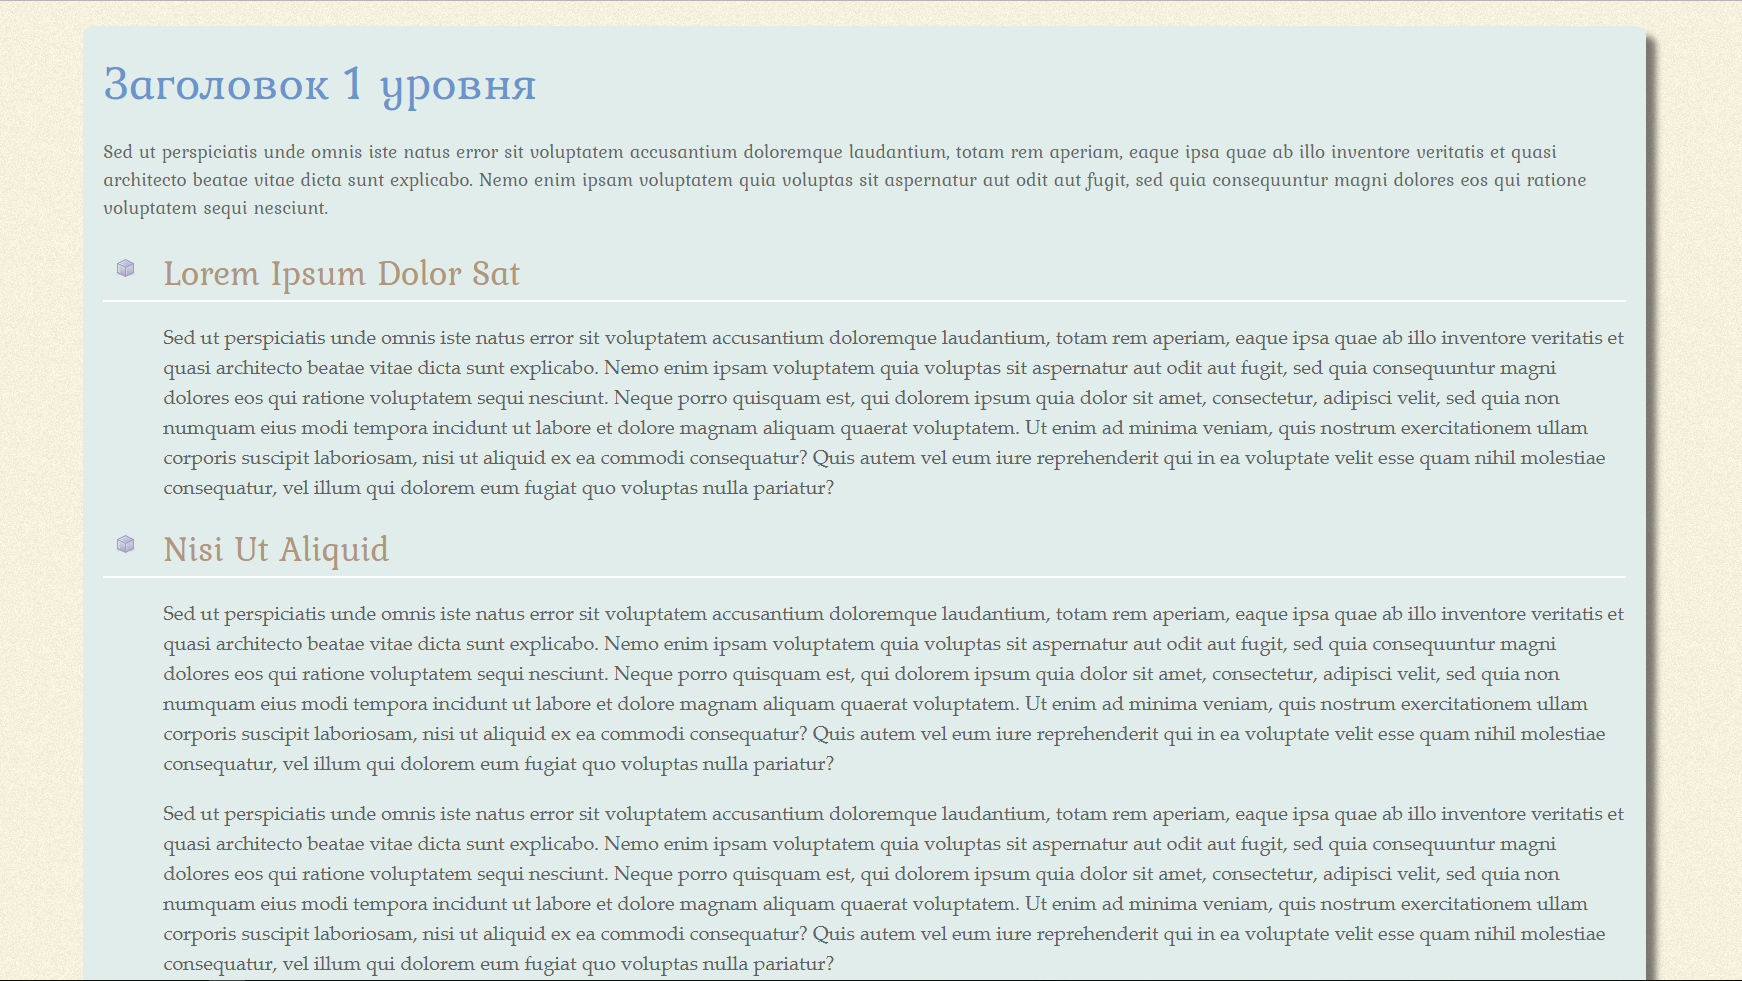 Заголовок 1 уровня
Sed ut perspiciatis unde omnis iste natus error sit voluptatem accusantium doloremque laudantium, totam rem aperiam, eaque ipsa quae ab illo inventore veritatis et quasi
architecto beatae vitae dicta sunt explicabo. Nemo enim ipsam voluptatem quia voluptas sit aspernatur aut odit aut fugit, sed quia consequuntur magni dolores eos qui ratione
voluptatem sequi nesciunt.
Lorem Ipsum Dolor Sat
Sed ut perspiciatis unde omnis iste natus error sit voluptatem accusantium doloremque laudantium, totam rem aperiam, eaque ipsa quae ab illo inventore veritatis et
quasi architecto beatae vitae dicta sunt explicabo. Nemo enim ipsam voluptatem quia voluptas sit aspernatur aut odit aut fugit, sed quia consequuntur magni
dolores eos qui ratione voluptatem sequi nesciunt. Neque porro quisquam est, qui dolorem ipsum quia dolor sit amet, consectetur, adipisci velit, sed quia non
numquam eius modi tempora incidunt ut labore et dolore magnam aliquam quaerat voluptatem. Ut enim ad minima veniam, quis nostrum exercitationem ullam
corporis suscipit laboriosam, nisi ut aliquid ex ea commodi consequatur? Quis autem vel eum iure reprehenderit qui in ea voluptate velit esse quam nihil molestiae
consequatur, vel illum qui dolorem eum fugiat quo voluptas nulla pariatur?
Nisi Ut Aliquid
Sed ut perspiciatis unde omnis iste natus error sit voluptatem accusantium doloremque laudantium, totam rem aperiam, eaque ipsa quae ab illo inventore veritatis et
quasi architecto beatae vitae dicta sunt explicabo. Nemo enim ipsam voluptatem quia voluptas sit aspernatur aut odit aut fugit, sed quia consequuntur magni
dolores eos qui ratione voluptatem sequi nesciunt. Neque porro quisquam est, qui dolorem ipsum quia dolor sit amet, consectetur, adipisci velit, sed quia non
numquam eius modi tempora incidunt ut labore et dolore magnam aliquam quaerat voluptatem. Ut enim ad minima veniam, quis nostrum exercitationem ullam
corporis suscipit laboriosam, nisi ut aliquid ex ea commodi consequatur? Quis autem vel eum iure reprehenderit qui in ea voluptate velit esse quam nihil molestiae
consequatur, vel illum qui dolorem eum fugiat quo voluptas nulla pariatur?
Sed ut perspiciatis unde omnis iste natus error sit voluptatem accusantium doloremque laudantium, totam rem aperiam, eaque ipsa quae ab illo inventore veritatis et
quasi architecto beatae vitae dicta sunt explicabo. Nemo enim ipsam voluptatem quia voluptas sit aspernatur aut odit aut fugit, sed quia consequuntur magni
dolores eos qui ratione voluptatem sequi nesciunt. Neque porro quisquam est, qui dolorem ipsum quia dolor sit amet, consectetur, adipisci velit, sed quia non
numquam eius modi tempora incidunt ut labore et dolore magnam aliquam quaerat voluptatem. Ut enim ad minima veniam, quis nostrum exercitationem ullam
corporis suscipit laboriosam, nisi ut aliquid ex ea commodi consequatur? Quis autem vel eum iure reprehenderit qui in ea voluptate velit esse quam nihil molestiae
consequatur, vel illum qui dolorem eum fugiat quo voluptas nulla pariatur?